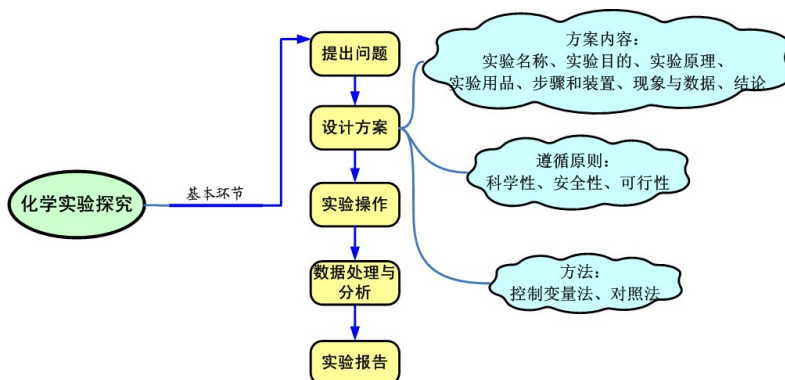 化学实验探究
基本环节
提出问题
设计方案
实验操作
数据处理与
分析
实验报告
方案内容：
实验名称、实验目的、实验原理、
实验用品、步骤和装置、现象与数据、结论
遵循原则：
科学性、安全性、可行性
方法：
控制变量法、对照法